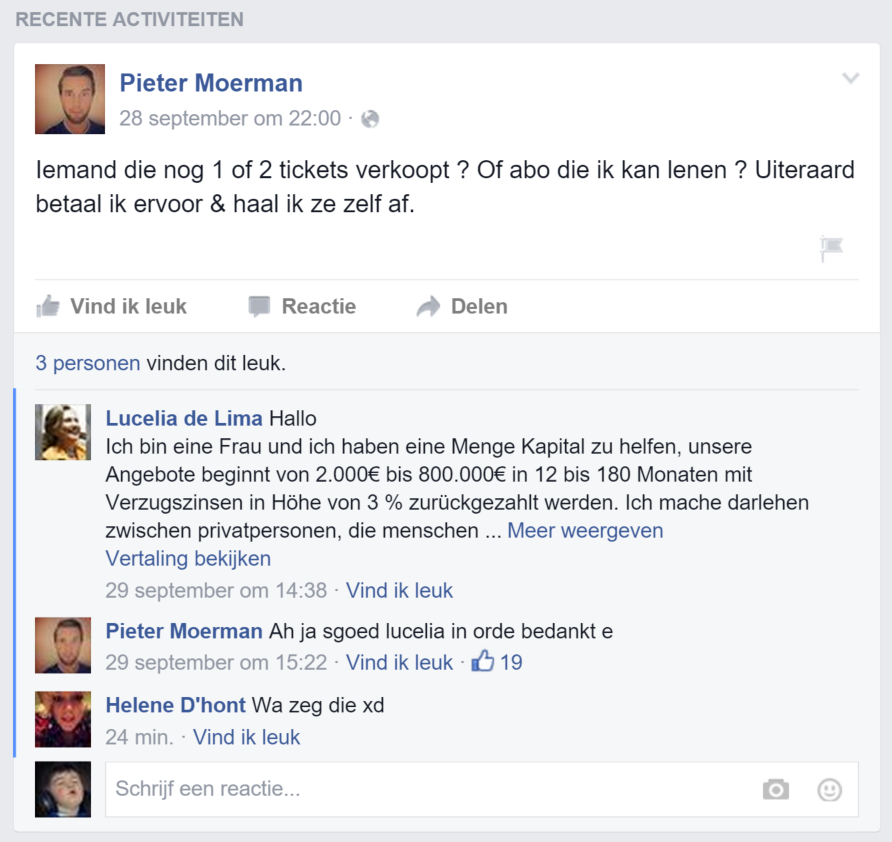 RECENTE ACTIVITEITEN
Pieter Moerman
28 september om 22:00 ·
Iemand die nog 1 of 2 tickets verkoopt ? Of abo die ik kan lenen ? Uiteraard
betaal ik ervoor & haal ik ze zelf af.
Vind ik leuk Reactie Delen
3 personen vinden dit leuk.
Lucelia de Lima Hallo
Ich bin eine Frau und ich haben eine Menge Kapital zu helfen, unsere
Angebote beginnt von 2.000€ bis 800.000€ in 12 bis 180 Monaten mit
Verzugszinsen in Höhe von 3 % zurückgezahlt werden. Ich mache darlehen
zwischen privatpersonen, die menschen ... Meer weergeven
Vertaling bekijken
29 september om 14:38 · Vind ik leuk
Pieter Moerman Ah ja sgoed lucelia in orde bedankt e
29 september om 15:22 · Vind ik leuk · 19
Helene D'hont Wa zeg die xd
24 min. · Vind ik leuk
Schrijf een reactie...